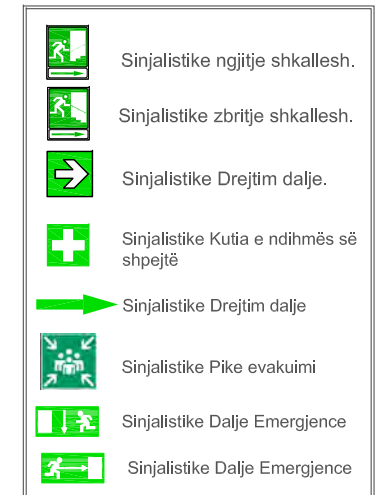 Sinjalistike ngjitje shkallesh.
Sinjalistike zbritje shkallesh.
Sinjalistike Drejtim dalje.
Sinjalistike Kutia e ndihmës së
shpejtë
Sinjalistike Drejtim dalje
Sinjalistike Pike evakuimi
Sinjalistike Dalje Emergjence
Sinjalistike Dalje Emergjence